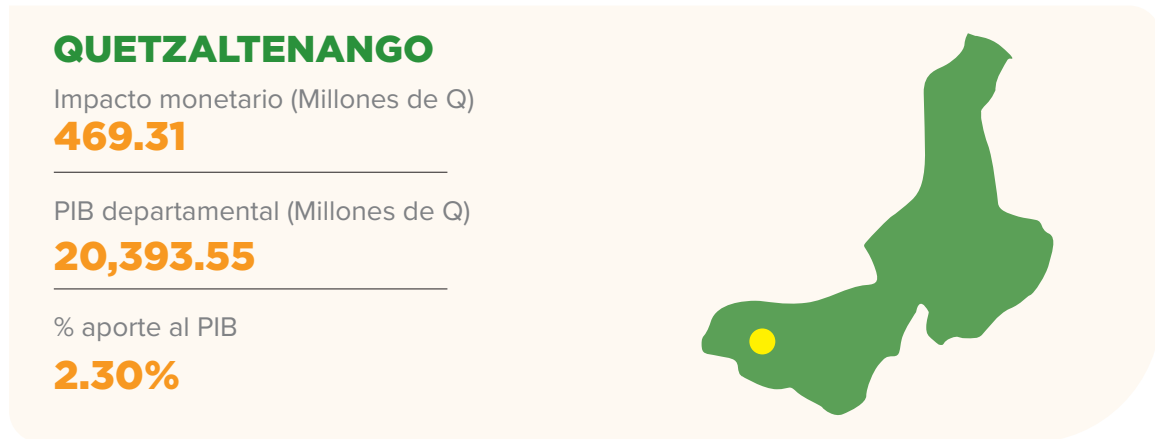 QUETZALTENANGO
Impacto monetario (Millones de Q)
469.31
PIB departamental (Millones de Q)
20,393.55
% aporte al PIB
2.30%